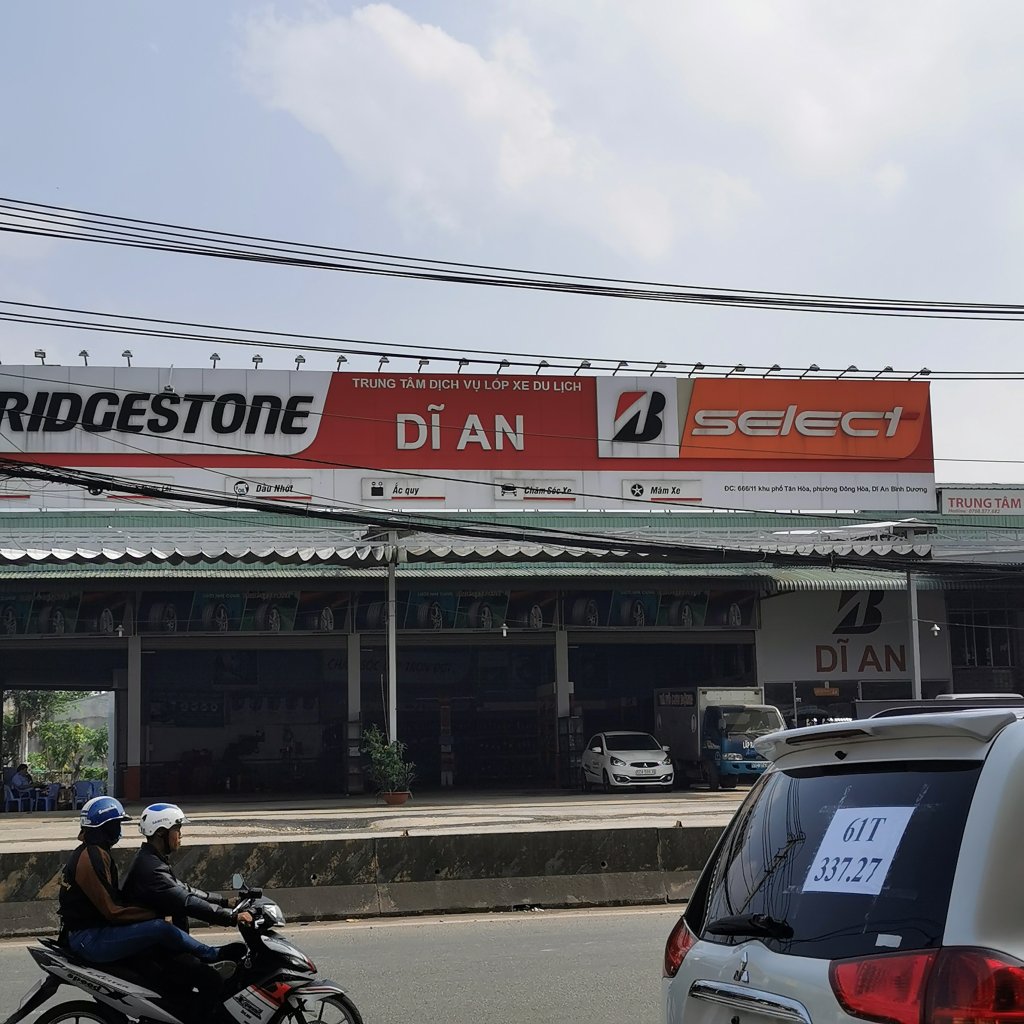 RIDGESTONE
TRUNG TÂM DỊCH VỤ LỐP XE DU LỊCH
DĨ AN
B
select
Dầu Nhớt
Ắc quy
Chăm Sóc Xe
Mâm Xe
ĐC: 666/11 khu phố Tân Hòa, phường Đông Hòa, Dĩ An Bình Dương
TRUNG TÂM
B
DĨ AN
61T
337.27